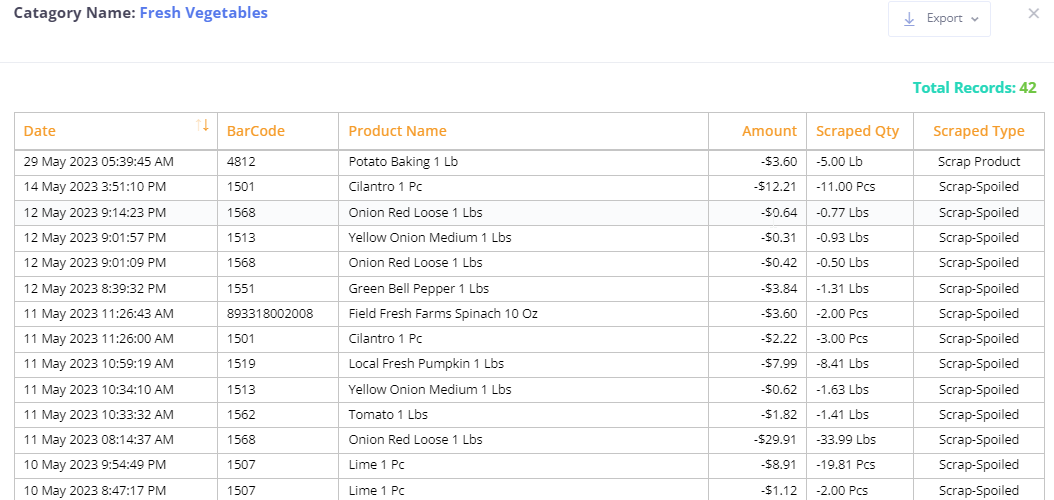 Catagory Name: Fresh Vegetables
Export
Total Records: 42
Date BarCode Product Name Amount Scraped Qty Scraped Type
29 May 2023 05:39:45 AM 4812 Potato Baking 1 Lb -$3.60 -5.00 Lb Scrap Product
14 May 2023 3:51:10 PM 1501 Cilantro 1 Pc -$12.21 -11.00 Pcs Scrap-Spoiled
12 May 2023 9:14:23 PM 1568 Onion Red Loose 1 Lbs -$0.64 -0.77 Lbs Scrap-Spoiled
12 May 2023 9:01:57 PM 1513 Yellow Onion Medium 1 Lbs -$0.31 -0.93 Lbs Scrap-Spoiled
12 May 2023 9:01:09 PM 1568 Onion Red Loose 1 Lbs -$0.42 -0.50 Lbs Scrap-Spoiled
12 May 2023 8:39:32 PM 1551 Green Bell Pepper 1 Lbs -$3.84 -1.31 Lbs Scrap-Spoiled
11 May 2023 11:26:43 AM 893318002008 Field Fresh Farms Spinach 10 Oz -$3.60 -2.00 Pcs Scrap-Spoiled
11 May 2023 11:26:00 AM 1501 Cilantro 1 Pc -$2.22 -3.00 Pcs Scrap-Spoiled
11 May 2023 10:59:19 AM 1519 Local Fresh Pumpkin 1 Lbs -$7.99 -8.41 Lbs Scrap-Spoiled
11 May 2023 10:34:10 AM 1513 Yellow Onion Medium 1 Lbs -$0.62 -1.63 Lbs Scrap-Spoiled
11 May 2023 10:33:32 AM 1562 Tomato 1 Lbs -$1.82 -1.41 Lbs Scrap-Spoiled
11 May 2023 08:14:37 AM 1568 Onion Red Loose 1 Lbs -$29.91 -33.99 Lbs Scrap-Spoiled
10 May 2023 9:54:49 PM 1507 Lime 1 Pc -$8.91 -19.81 Pcs Scrap-Spoiled
10 May 2023 8:47:17 PM 1507 Lime 1 Pc -$1.12 -2.00 Pcs Scrap-Spoiled